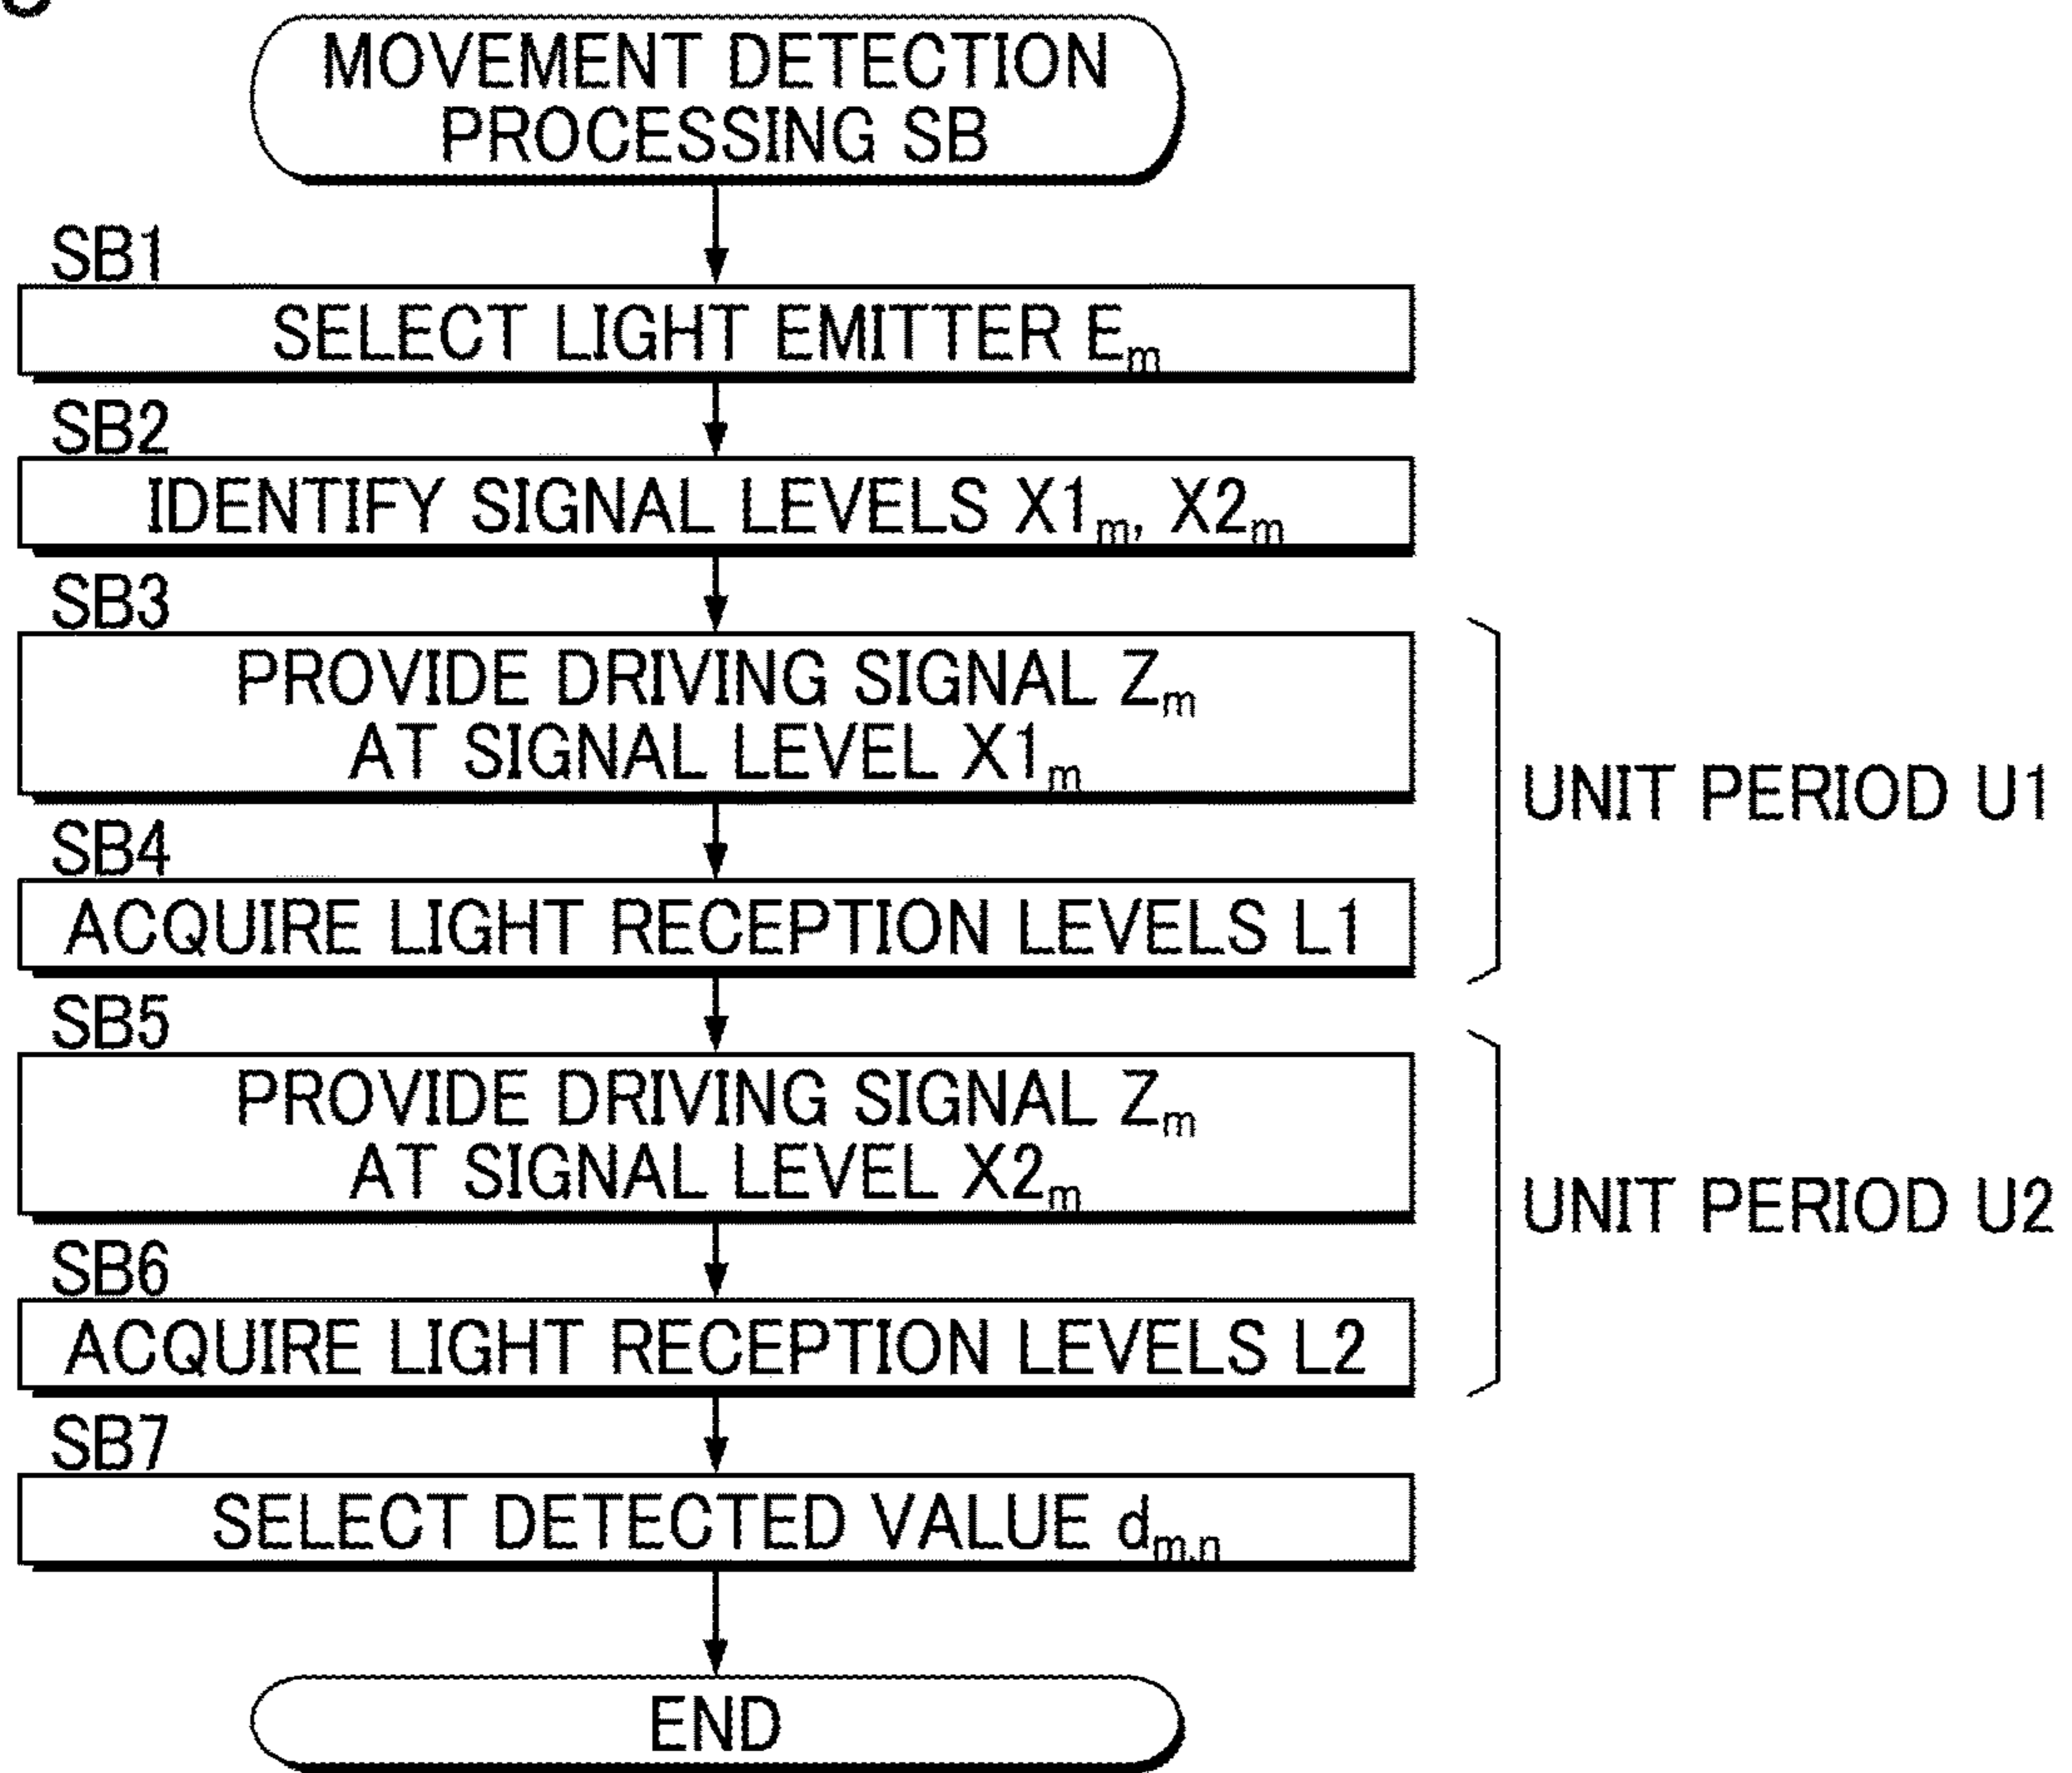 MOVEMENT DETECTION
PROCESSING SB
SB1
SELECT LIGHT EMITTER Em
SB2
IDENTIFY SIGNAL LEVELS X1m, X2m
SB3
PROVIDE DRIVING SIGNAL Zm
AT SIGNAL LEVEL X1m
UNIT PERIOD U1
SB4
ACQUIRE LIGHT RECEPTION LEVELS L1
SB5
PROVIDE DRIVING SIGNAL Zm
AT SIGNAL LEVEL X2m
UNIT PERIOD U2
SB6
ACQUIRE LIGHT RECEPTION LEVELS L2
SB7
SELECT DETECTED VALUE dm,n
END